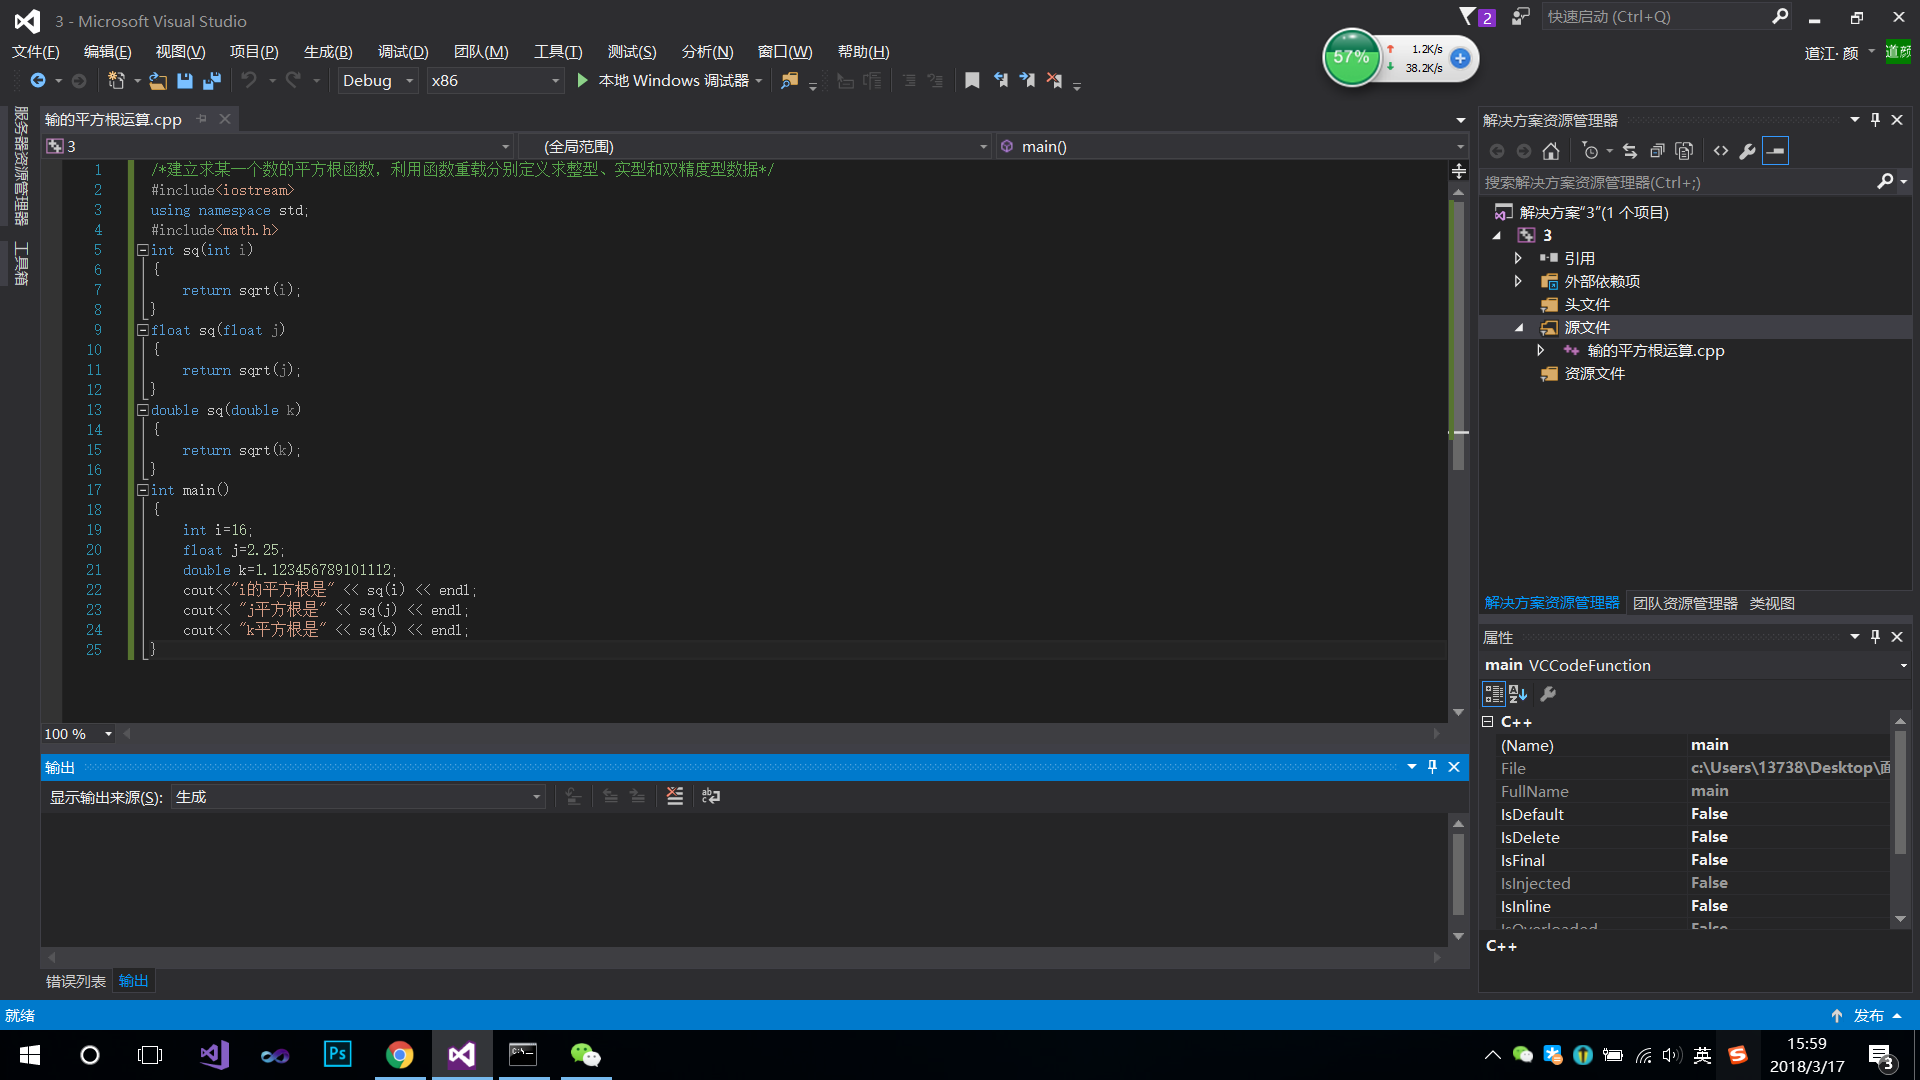 3 - Microsoft Visual Studio
2
快速启动 (Ctrl+Q)
文件(F) 编辑(E) 视图(V) 项目(P) 生成(B) 调试(D) 团队(M) 工具(T) 测试(S) 分析(N) 窗口(W) 帮助(H)
57% 1.2K/s
38.2K/s
道江· 颜
道颜
Debug x86 本地 Windows 调试器
服务器资源管理器
工具箱
输的平方根运算.cpp
3 (全局范围) main()
1 /*建立求某一个数的平方根函数，利用函数重载分别定义求整型、实型和双精度型数据*/
2 #include<iostream>
3 using namespace std;
4 #include<math.h>
5 int sq(int i)
6 {
7 return sqrt(i);
8 }
9 float sq(float j)
10 {
11 return sqrt(j);
12 }
13 double sq(double k)
14 {
15 return sqrt(k);
16 }
17 int main()
18 {
19 int i=16;
20 float j=2.25;
21 double k=1.123456789101112;
22 cout<<"i的平方根是" << sq(i) << endl;
23 cout<< "j平方根是" << sq(j) << endl;
24 cout<< "k平方根是" << sq(k) << endl;
25 }
100 %
输出
显示输出来源(S): 生成
错误列表 输出
解决方案资源管理器
搜索解决方案资源管理器(Ctrl+;)
解决方案"3"(1 个项目)
3
引用
外部依赖项
头文件
源文件
输的平方根运算.cpp
资源文件
解决方案资源管理器 团队资源管理器 类视图
属性
main VCCodeFunction
C++
(Name) main
File c:\Users\13738\Desktop\面
FullName main
IsDefault False
IsDelete False
IsFinal False
IsInjected False
IsInline False
IsOverloaded False
C++
就绪
发布
Ps
英
15:59
2018/3/17
3